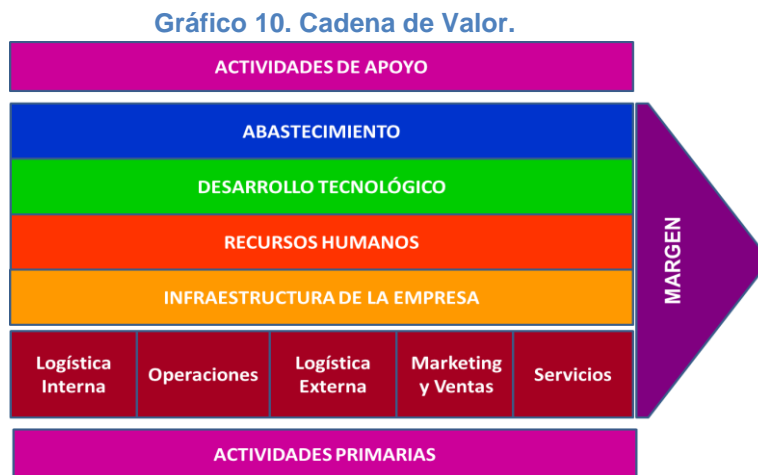 Gráfico 10. Cadena de Valor.
ACTIVIDADES DE APOYO
ABASTECIMIENTO
DESARROLLO TECNOLÓGICO
RECURSOS HUMANOS
INFRAESTRUCTURA DE LA EMPRESA
MARGEN
Logística
Interna
Operaciones
Logística
Externa
Marketing
y Ventas
Servicios
ACTIVIDADES PRIMARIAS